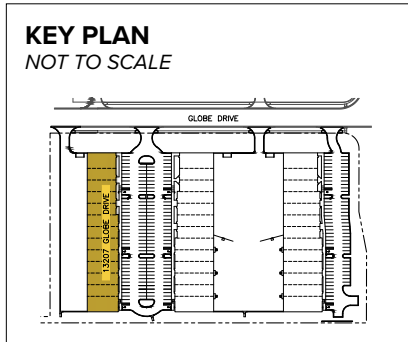 KEY PLAN
NOT TO SCALE
GLOBE DRIVE
13207 GLOBE DRIVE